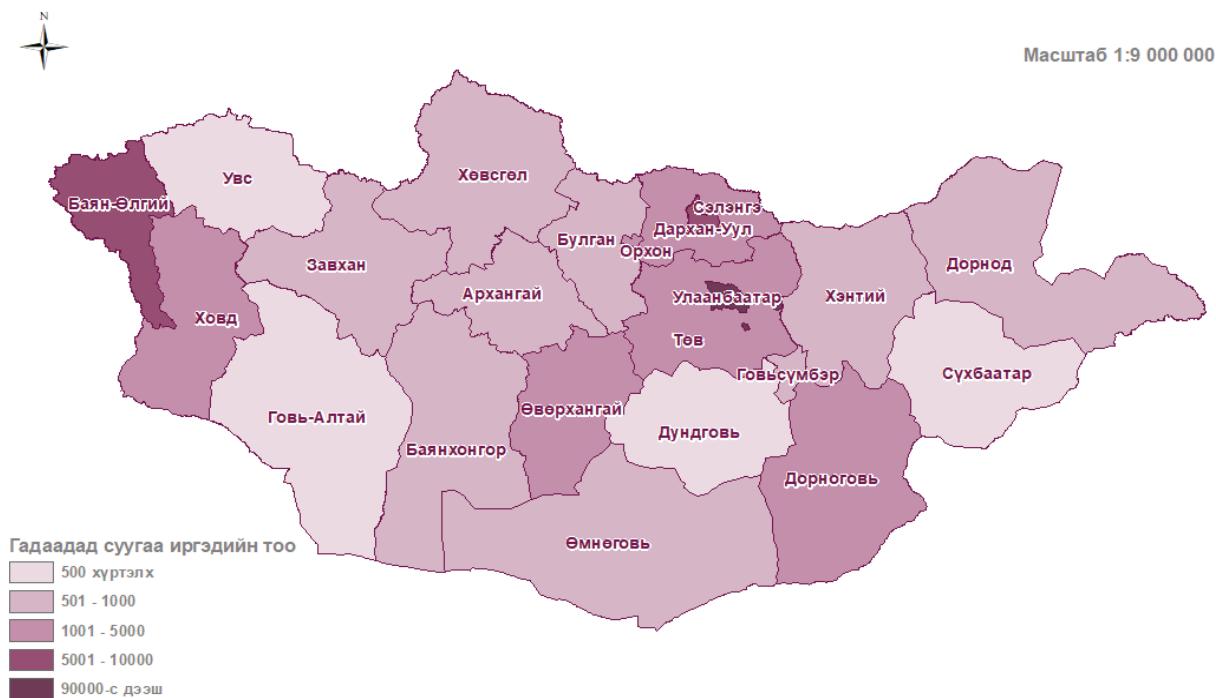 N
Масштаб 1:9 000 000
Хөвсгөл
Увс
Баян-Өлгий
Сэлэнгэ
Дархан-Уул
Булган
Орхон
Завхан
Дорнод
Архангай
Улаанбаатар
Хэнтий
Ховд
Төв
Говьсүмбэр
Сүхбаатар
Говь-Алтай
Өвөрхангай
Дундговь
Баянхонгор
Дорноговь
Өмнөговь
Гадаадад суугаа иргэдийн тоо
500 хүртэлх
501 - 1000
1001 - 5000
5001 - 10000
90000-с дээш